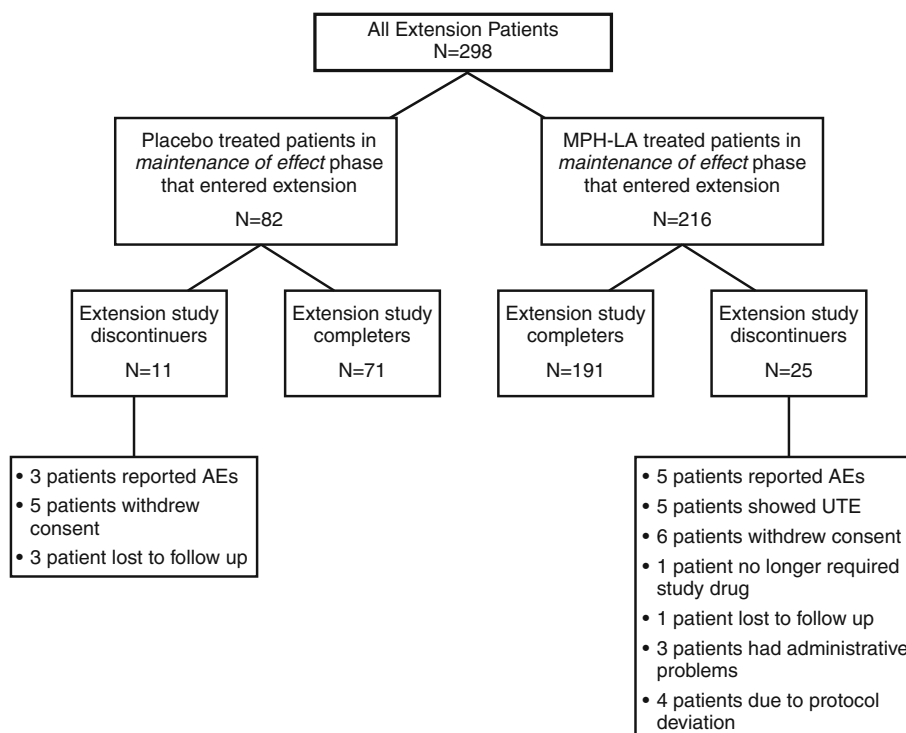 All Extension Patients
N=298
Placebo treated patients in
maintenance of effect phase
that entered extension
N=82
MPH-LA treated patients in
maintenance of effect phase
that entered extension
N=216
Extension study
discontinuers
N=11
Extension study
completers
N=71
Extension study
completers
N=191
Extension study
discontinuers
N=25
• 3 patients reported AEs
• 5 patients withdrew
consent
• 3 patient lost to follow up
• 5 patients reported AEs
• 5 patients showed UTE
• 6 patients withdrew consent
• 1 patient no longer required
study drug
• 1 patient lost to follow up
• 3 patients had administrative
problems
• 4 patients due to protocol
deviation